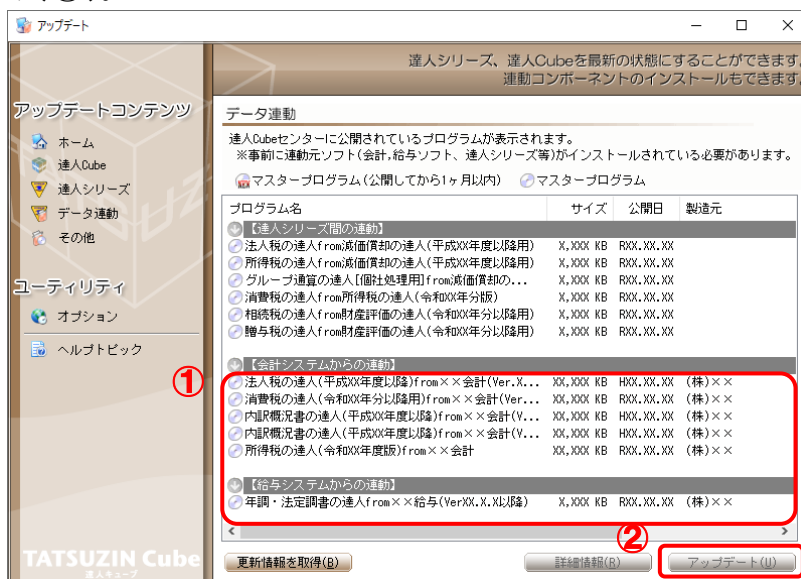 アップデート
達人シリーズ、達人Cubeを最新の状態にすることができます.
連動コンポーネントのインストールもできます.
アップデートコンテンツ
ホーム
達人Cube
達人シリーズ
データ連動
その他
ユーティリティ
オプション
ヘルプトピック
データ連動
達人Cubeセンターに公開されているプログラムが表示されます。
※事前に連動元ソフト(会計,給与ソフト、達人シリーズ等)がインストールされている必要があります。
マスタープログラム(公開してから1ヶ月以内) マスタープログラム
プログラム名 サイズ 公開日 製造元
【達人シリーズ間の連動】
法人税の達人from減価償却の達人(平成XX年度以降用) X,XXX KB RXX.XX.XX
所得税の達人from減価償却の達人(平成XX年度以降用) X,XXX KB RXX.XX.XX
グループ通算の達人[個社処理用]from減価償却の... X,XXX KB RXX.XX.XX
消費税の達人from所得税の達人(令和XX年分版) X,XXX KB RXX.XX.XX
相続税の達人from財産評価の達人(令和XX年分以降用) X,XXX KB RXX.XX.XX
贈与税の達人from財産評価の達人(令和XX年分以降用) X,XXX KB RXX.XX.XX
【会計システムからの連動】
①
法人税の達人(平成XX年度以降)from××会計(Ver.X... XX,XXX KB HXX.XX.XX (株)××
消費税の達人(令和XX年分以降用)from××会計(Ver... XX,XXX KB HXX.XX.XX (株)××
内訳概況書の達人(平成XX年度以降)from××会計(V... XX,XXX KB HXX.XX.XX (株)××
内訳概況書の達人(平成XX年度以降)from××会計(V... XX,XXX KB RXX.XX.XX (株)××
所得税の達人(令和XX年度版)from××会計 XX,XXX KB RXX.XX.XX (株)××
【給与システムからの連動】
年調・法定調書の達人from××給与(VerXX.X.X以降) X,XXX KB RXX.XX.XX (株)××
②
更新情報を取得(B) 詳細情報(R) アップデート(U)
TATSUZIN Cube
達人キューブ